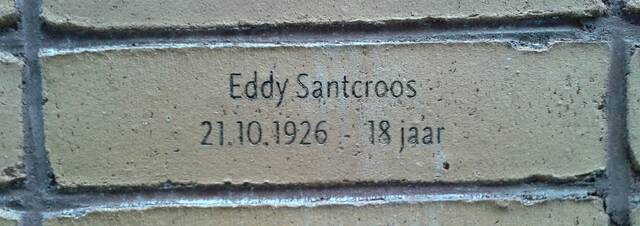 Eddy Santcroos
21.10.1926 - 18 jaar